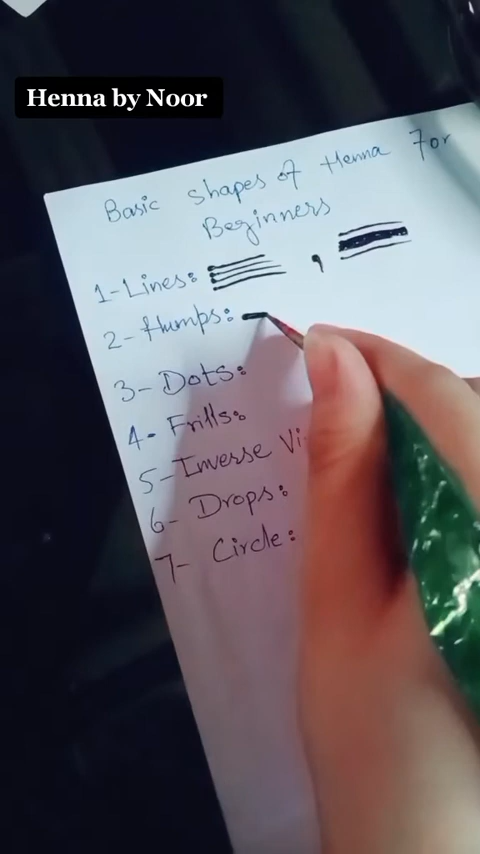 Henna by Noor
Basic shapes of Henna For
Beginners
1-Lines: ,
2-Humps:
3-Dots:
4-Frills:
5-Inverse
6-Drops:
7-Circle: